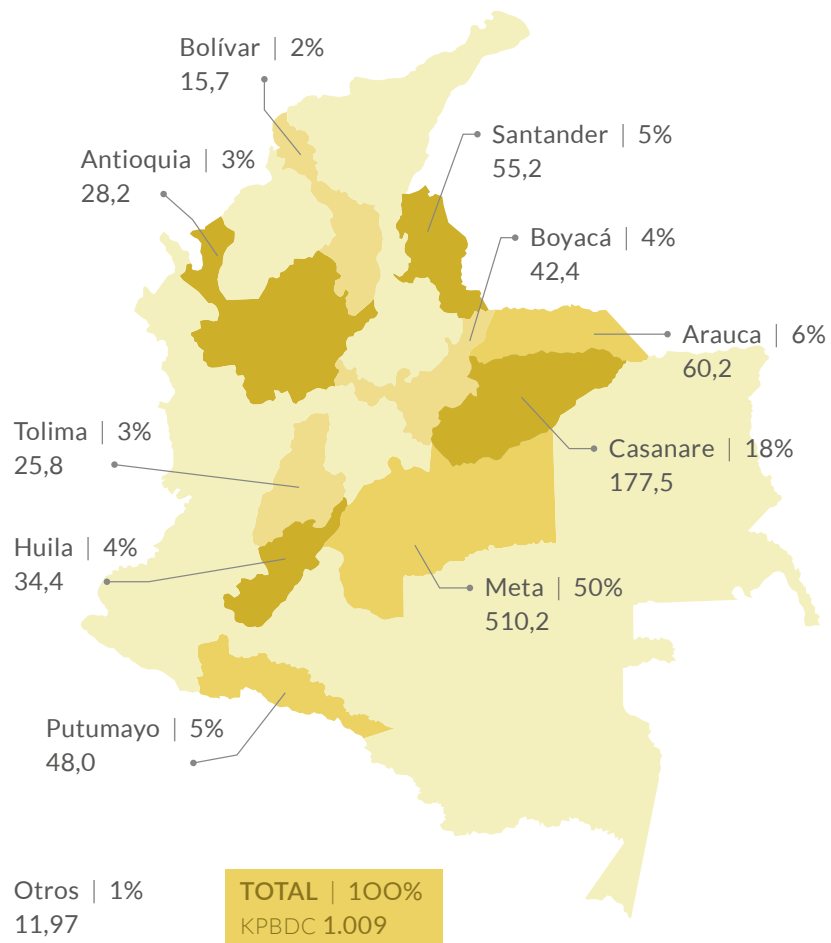 Bolívar | 2%
15,7
Santander | 5%
55,2
Antioquia | 3%
28,2
Boyacá | 4%
42,4
Arauca | 6%
60,2
Tolima | 3%
25,8
Casanare | 18%
177,5
Huila | 4%
34,4
Meta | 50%
510,2
Putumayo | 5%
48,0
Otros | 1%
11,97
TOTAL | 100%
KPBDC 1.009